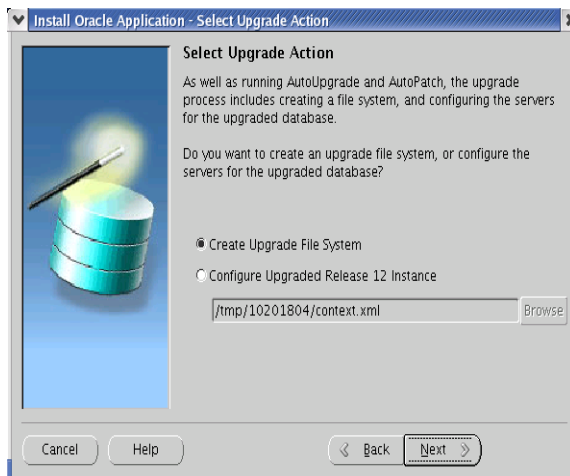 Install Oracle Application - Select Upgrade Action
Select Upgrade Action
As well as running AutoUpgrade and AutoPatch, the upgrade
process includes creating a file system, and configuring the servers
for the upgraded database.
Do you want to create an upgrade file system, or configure the
servers for the upgraded database?
Create Upgrade File System
Configure Upgraded Release 12 Instance
/tmp/10201804/context.xml
Browse
Cancel
Help
Back
Next